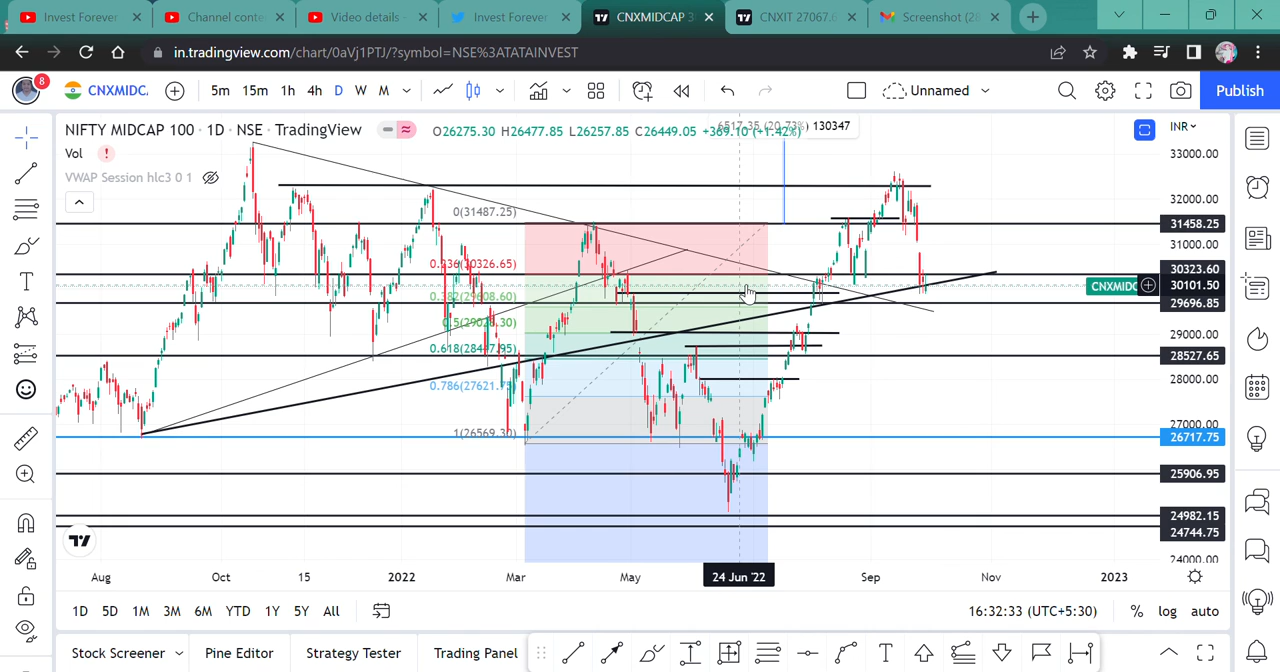 Invest Forever
Channel conte
Video details -
Invest Forever
CNXMIDCAP 3
CNXIT 27067.6
Screenshot (28
in.tradingview.com/chart/0aVj1PTJ/?symbol=NSE%3ATATAINVEST
8
CNXMIDC
5m 15m 1h 4h D W M
Unnamed
Publish
NIFTY MIDCAP 100 · 1D · NSE · TradingView
O26275.30 H26477.85 L26257.85 C26449.05 +369.10 (+1.42%)
6517.35 (20.73%) 130347
INR
Vol
VWAP Session hlc3 0 1
33000.00
32000.00
0(31487.25)
31458.25
31000.00
0.236(30326.65)
30323.60
CNXMIDC
30101.50
0.382(29608.60)
29696.85
0.5(29028.30)
29000.00
0.618(28447.95)
28527.65
28000.00
0.786(27621.75)
27000.00
1(26569.30)
26717.75
25906.95
24982.15
24744.75
24000.00
Aug Oct 15 2022 Mar May 24 Jun '22 Sep Nov 2023
1D 5D 1M 3M 6M YTD 1Y 5Y All
16:32:33 (UTC+5:30) % log auto
Stock Screener Pine Editor Strategy Tester Trading Panel